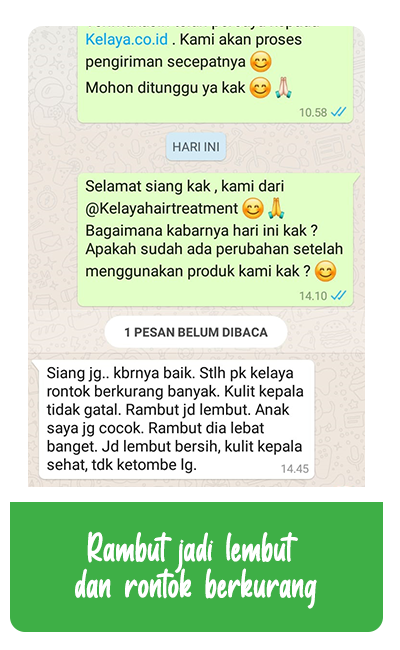 Kelaya.co.id . Kami akan proses
pengiriman secepatnya 😊
Mohon ditunggu ya kak 😊🙏🏻
10.58
HARI INI
Selamat siang kak , kami dari
@Kelayahairtreatment 😊🙏
Bagaimana kabarnya hari ini kak ?
Apakah sudah ada perubahan setelah
menggunakan produk kami kak ? 😊
14.10
1 PESAN BELUM DIBACA
Siang jg.. kbrnya baik. Stlh pk kelaya
rontok berkurang banyak. Kulit kepala
tidak gatal. Rambut jd lembut. Anak
saya jg cocok. Rambut dia lebat
banget. Jd lembut bersih, kulit kepala
sehat, tdk ketombe lg.
14.45
Rambut jadi lembut
dan rontok berkurang